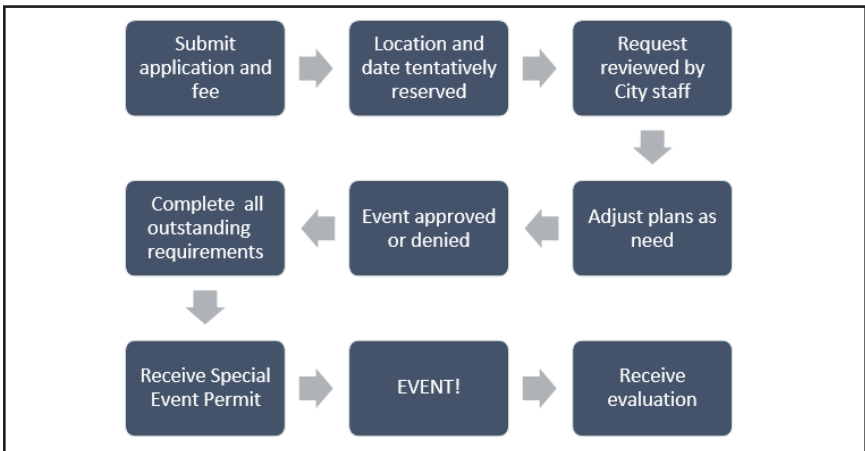 Submit
application and
fee
Location and
date tentatively
reserved
Request
reviewed by
City staff
Adjust plans as
need
Event approved
or denied
Complete all
outstanding
requirements
Receive Special
Event Permit
EVENT!
Receive
evaluation